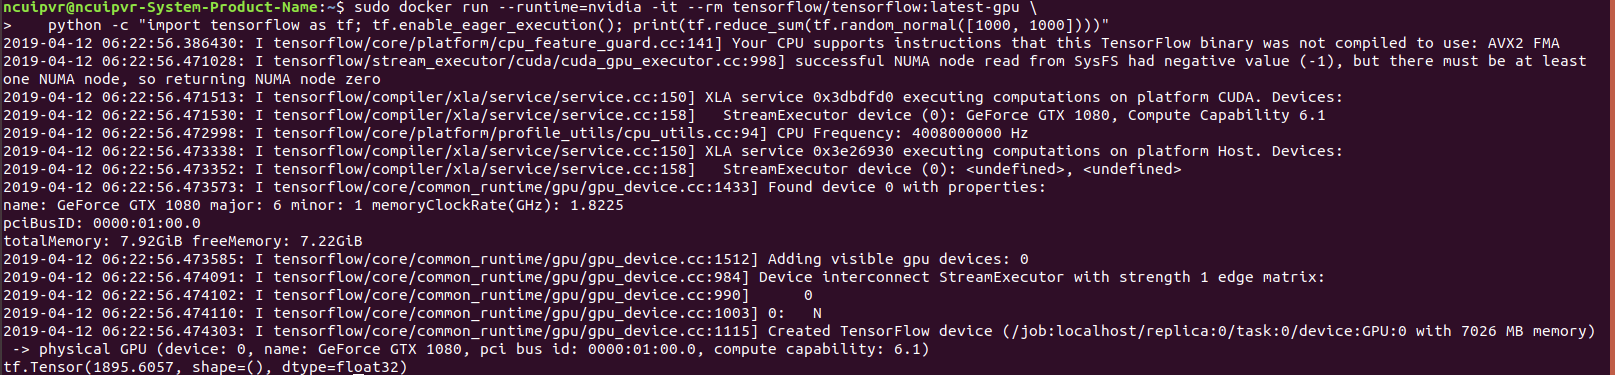 ncuipvr@ncuipvr-System-Product-Name:~$ sudo docker run --runtime=nvidia -it --rm tensorflow/tensorflow:latest-gpu \
>    python -c "import tensorflow as tf; tf.enable_eager_execution(); print(tf.reduce_sum(tf.random_normal([1000, 1000])))"
2019-04-12 06:22:56.386430: I tensorflow/core/platform/cpu_feature_guard.cc:141] Your CPU supports instructions that this TensorFlow binary was not compiled to use: AVX2 FMA
2019-04-12 06:22:56.471028: I tensorflow/stream_executor/cuda/cuda_gpu_executor.cc:998] successful NUMA node read from SysFS had negative value (-1), but there must be at least
one NUMA node, so returning NUMA node zero
2019-04-12 06:22:56.471513: I tensorflow/compiler/xla/service/service.cc:150] XLA service 0x3dbdfd0 executing computations on platform CUDA. Devices:
2019-04-12 06:22:56.471530: I tensorflow/compiler/xla/service/service.cc:158]   StreamExecutor device (0): GeForce GTX 1080, Compute Capability 6.1
2019-04-12 06:22:56.472998: I tensorflow/core/platform/profile_utils/cpu_utils.cc:94] CPU Frequency: 4008000000 Hz
2019-04-12 06:22:56.473338: I tensorflow/compiler/xla/service/service.cc:150] XLA service 0x3e26930 executing computations on platform Host. Devices:
2019-04-12 06:22:56.473352: I tensorflow/compiler/xla/service/service.cc:158]   StreamExecutor device (0): <undefined>, <undefined>
2019-04-12 06:22:56.473573: I tensorflow/core/common_runtime/gpu/gpu_device.cc:1433] Found device 0 with properties:
name: GeForce GTX 1080 major: 6 minor: 1 memoryClockRate(GHz): 1.8225
pciBusID: 0000:01:00.0
totalMemory: 7.92GiB freeMemory: 7.22GiB
2019-04-12 06:22:56.473585: I tensorflow/core/common_runtime/gpu/gpu_device.cc:1512] Adding visible gpu devices: 0
2019-04-12 06:22:56.474091: I tensorflow/core/common_runtime/gpu/gpu_device.cc:984] Device interconnect StreamExecutor with strength 1 edge matrix:
2019-04-12 06:22:56.474102: I tensorflow/core/common_runtime/gpu/gpu_device.cc:990]      0
2019-04-12 06:22:56.474110: I tensorflow/core/common_runtime/gpu/gpu_device.cc:1003] 0:   N
2019-04-12 06:22:56.474303: I tensorflow/core/common_runtime/gpu/gpu_device.cc:1115] Created TensorFlow device (/job:localhost/replica:0/task:0/device:GPU:0 with 7026 MB memory)
 -> physical GPU (device: 0, name: GeForce GTX 1080, pci bus id: 0000:01:00.0, compute capability: 6.1)
tf.Tensor(1895.6057, shape=(), dtype=float32)